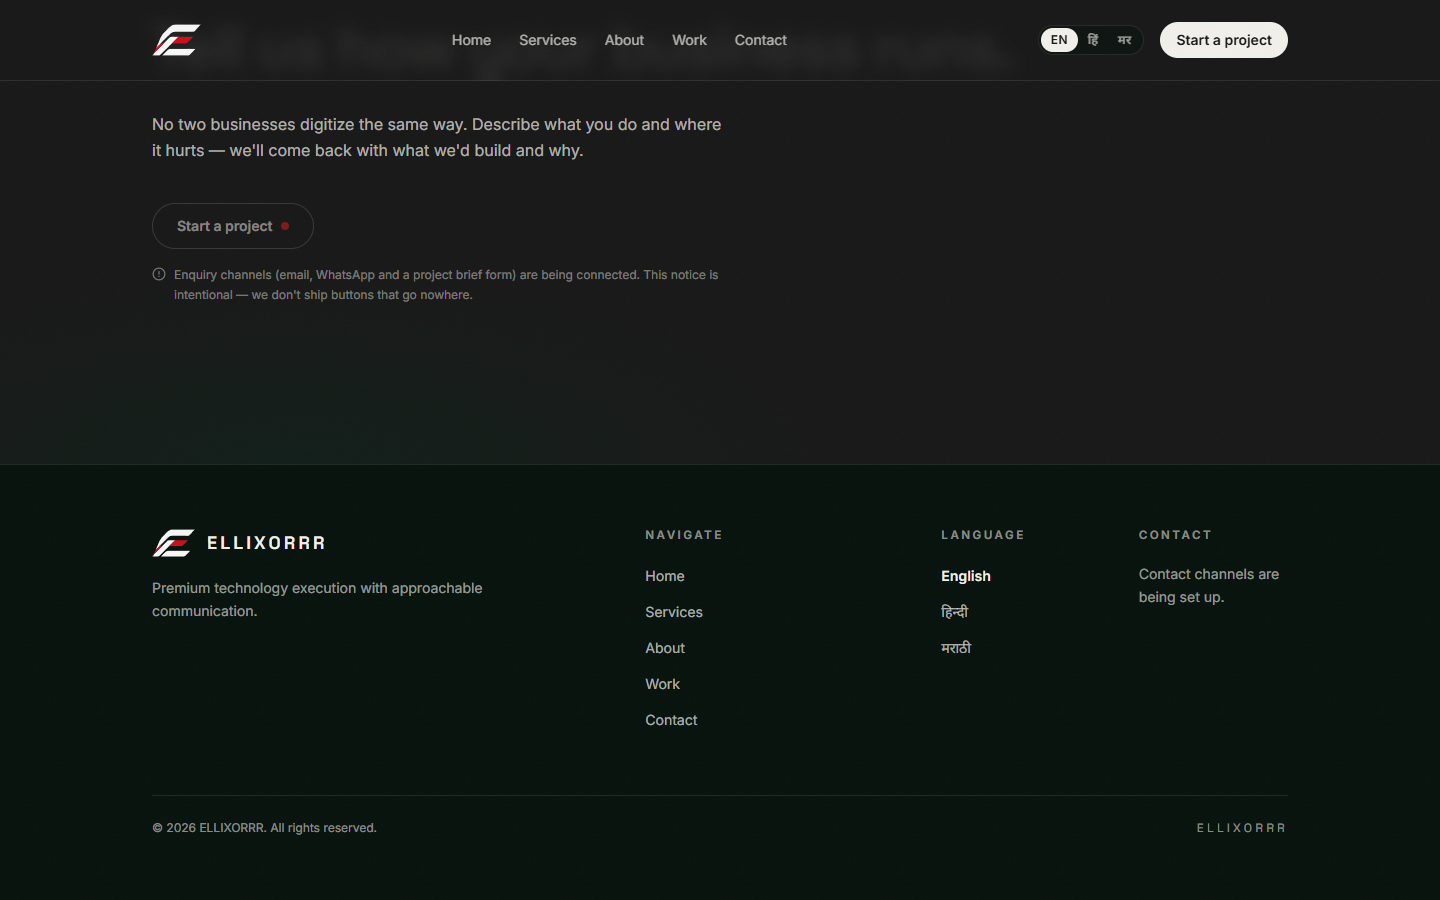 Home Services About Work Contact EN हिं मर Start a project
No two businesses digitize the same way. Describe what you do and where
it hurts — we'll come back with what we'd build and why.
Start a project
Enquiry channels (email, WhatsApp and a project brief form) are being connected. This notice is
intentional — we don't ship buttons that go nowhere.
ELLIXORRR
Premium technology execution with approachable
communication.
NAVIGATE
Home
Services
About
Work
Contact
LANGUAGE
English
हिन्दी
मराठी
CONTACT
Contact channels are
being set up.
© 2026 ELLIXORRR. All rights reserved.
ELLIXORRR